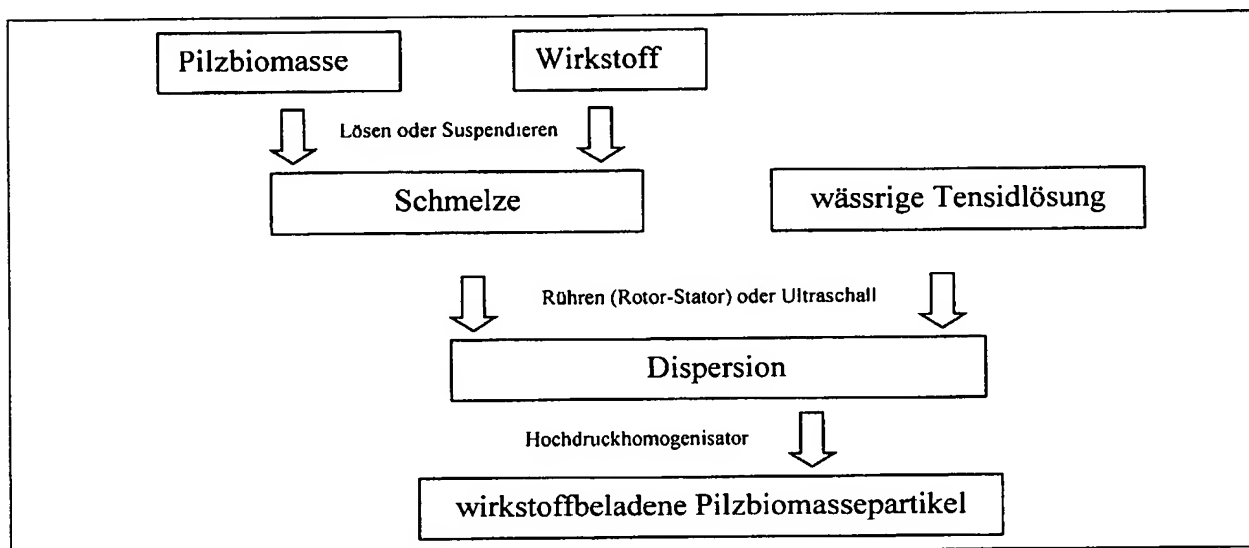 Pilzbiomasse
Wirkstoff
Lösen oder Suspendieren
Schmelze
wässrige Tensidlösung
Rühren (Rotor-Stator) oder Ultraschall
Dispersion
Hochdruckhomogenisator
wirkstoffbeladene Pilzbiomassepartikel